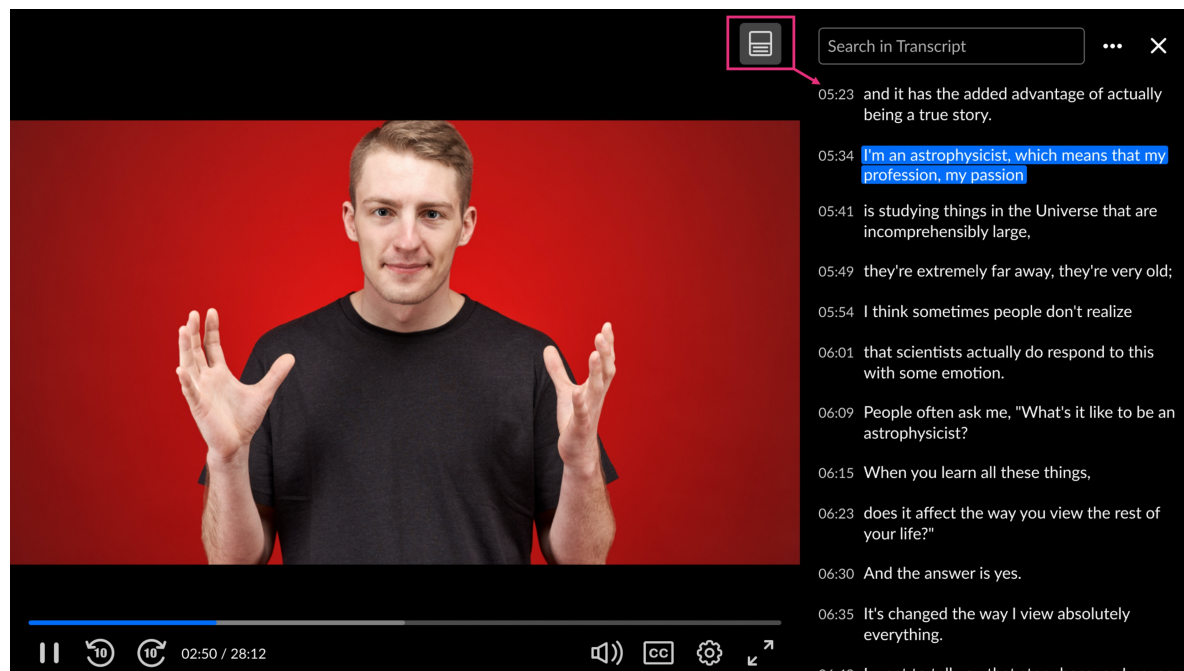 Search in Transcript
05:23 and it has the added advantage of actually
being a true story.
05:34 I'm an astrophysicist, which means that my
profession, my passion
05:41 is studying things in the Universe that are
incomprehensibly large,
05:49 they're extremely far away, they're very old;
05:54 I think sometimes people don't realize
06:01 that scientists actually do respond to this
with some emotion.
06:09 People often ask me, "What's it like to be an
astrophysicist?
06:15 When you learn all these things,
06:23 does it affect the way you view the rest of
your life?"
06:30 And the answer is yes.
06:35 It's changed the way I view absolutely
everything.
10 10 02:50 / 28:12 CC